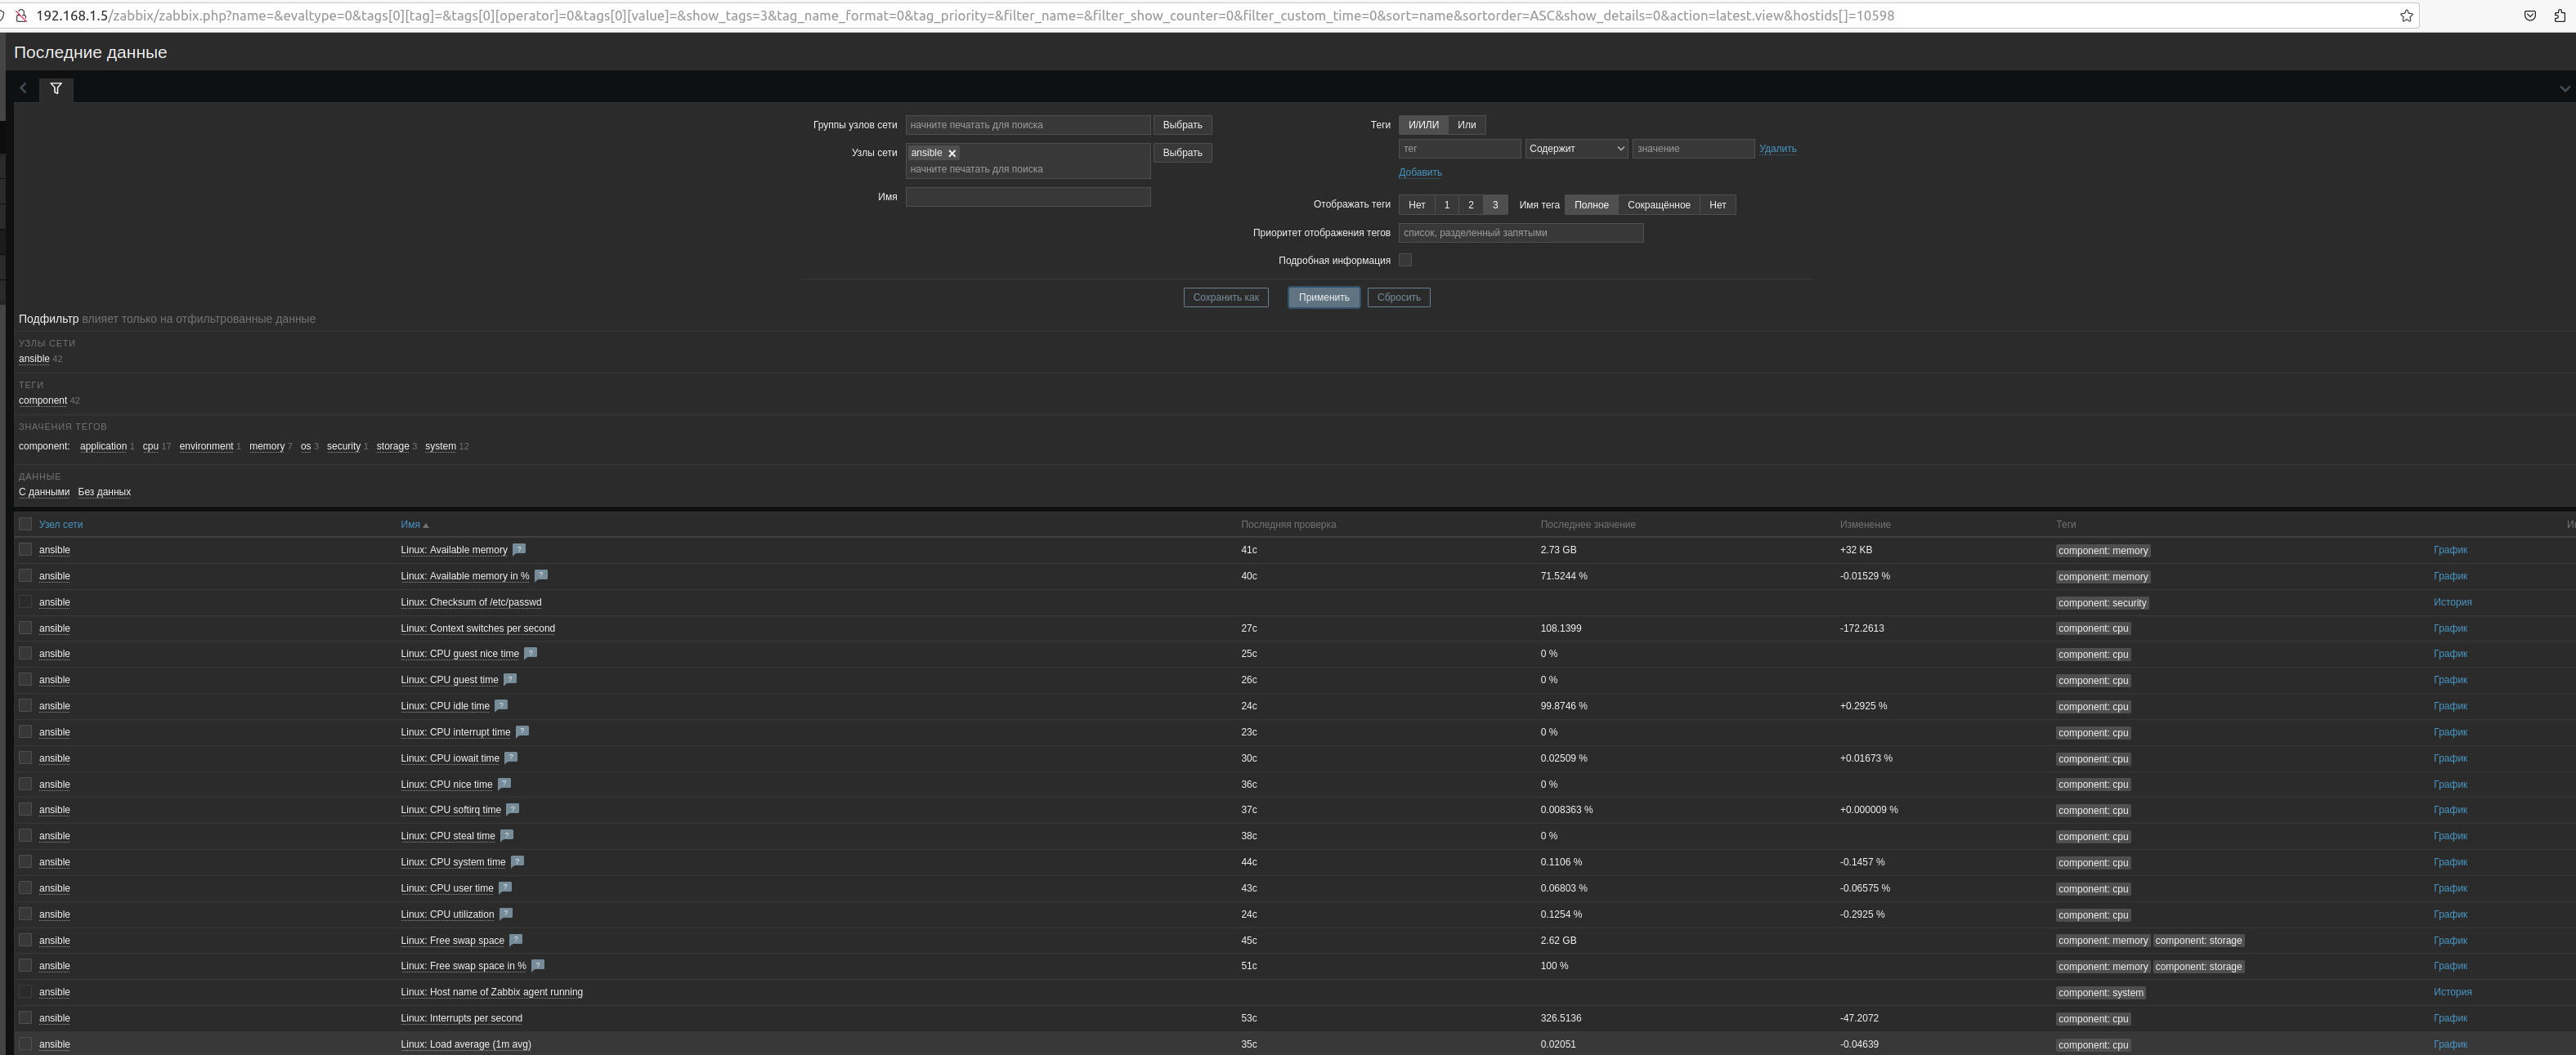 192.168.1.5/zabbix/zabbix.php?name=&evaltype=0&tags[0][tag]=&tags[0][operator]=0&tags[0][value]=&show_tags=3&tag_name_format=0&tag_priority=&filter_name=&filter_show_counter=0&filter_custom_time=0&sort=name&sortorder=ASC&show_details=0&action=latest.view&hostids[]=10598
Последние данные
Группы узлов сети начните печатать для поиска Выбрать Теги И/ИЛИ Или
Узлы сети ansible Выбрать тег Содержит значение Удалить
начните печатать для поиска Добавить
Имя
Отображать теги Нет 1 2 3 Имя тега Полное Сокращённое Нет
Приоритет отображения тегов список, разделенный запятыми
Подробная информация
Сохранить как Применить Сбросить
Подфильтр влияет только на отфильтрованные данные
УЗЛЫ СЕТИ
ansible 42
ТЕГИ
component 42
ЗНАЧЕНИЯ ТЕГОВ
component: application 1 cpu 17 environment 1 memory 7 os 3 security 1 storage 3 system 12
ДАННЫЕ
С данными Без данных
Узел сети Имя Последняя проверка Последнее значение Изменение Теги
ansible Linux: Available memory ? 41с 2.73 GB +32 KB component: memory График
ansible Linux: Available memory in % ? 40с 71.5244 % -0.01529 % component: memory График
ansible Linux: Checksum of /etc/passwd component: security История
ansible Linux: Context switches per second 27с 108.1399 -172.2613 component: cpu График
ansible Linux: CPU guest nice time ? 25с 0 % component: cpu График
ansible Linux: CPU guest time ? 26с 0 % component: cpu График
ansible Linux: CPU idle time ? 24с 99.8746 % +0.2925 % component: cpu График
ansible Linux: CPU interrupt time ? 23с 0 % component: cpu График
ansible Linux: CPU iowait time ? 30с 0.02509 % +0.01673 % component: cpu График
ansible Linux: CPU nice time ? 36с 0 % component: cpu График
ansible Linux: CPU softirq time ? 37с 0.008363 % +0.000009 % component: cpu График
ansible Linux: CPU steal time ? 38с 0 % component: cpu График
ansible Linux: CPU system time ? 44с 0.1106 % -0.1457 % component: cpu График
ansible Linux: CPU user time ? 43с 0.06803 % -0.06575 % component: cpu График
ansible Linux: CPU utilization ? 24с 0.1254 % -0.2925 % component: cpu График
ansible Linux: Free swap space ? 45с 2.62 GB component: memory component: storage График
ansible Linux: Free swap space in % ? 51с 100 % component: memory component: storage График
ansible Linux: Host name of Zabbix agent running component: system История
ansible Linux: Interrupts per second 53с 326.5136 -47.2072 component: cpu График
ansible Linux: Load average (1m avg) 35с 0.02051 -0.04639 component: cpu График